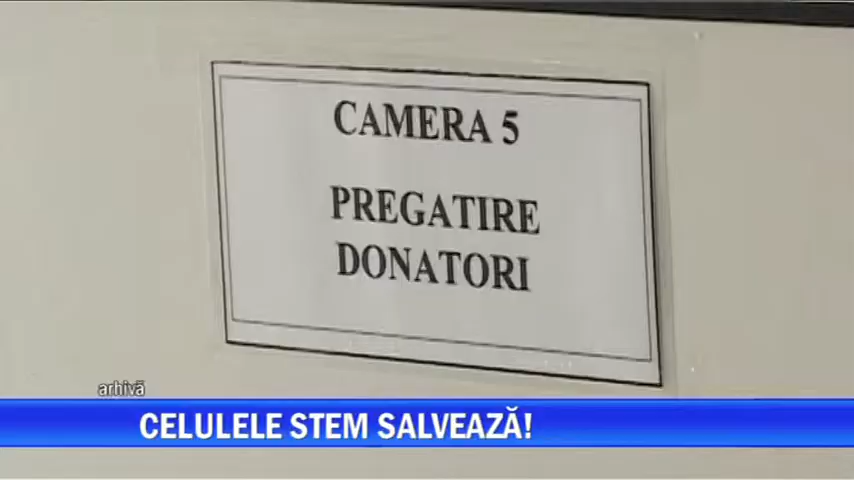 CAMERA 5
PREGATIRE
DONATORI
arhivă
CELULELE STEM SALVEAZĂ!